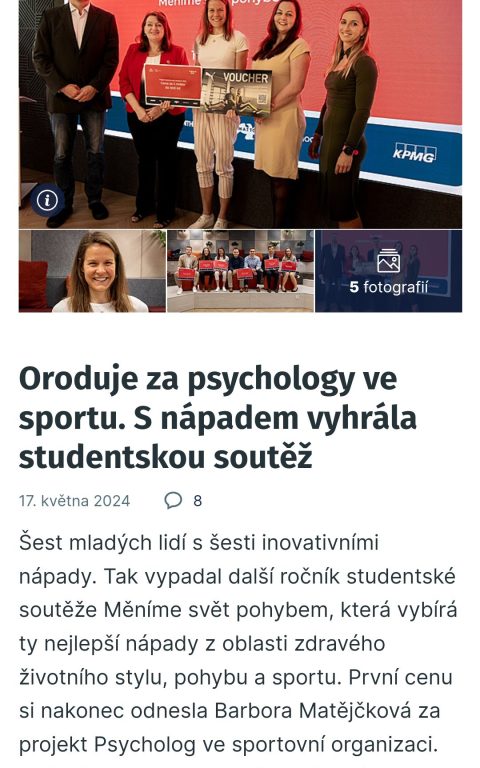 Měníme svět pohybem
VOUCHER
KPMG
5 fotografií
Oroduje za psychology ve
sportu. S nápadem vyhrála
studentskou soutěž
17. května 2024
8
Šest mladých lidí s šesti inovativními
nápady. Tak vypadal další ročník studentské
soutěže Měníme svět pohybem, která vybírá
ty nejlepší nápady z oblasti zdravého
životního stylu, pohybu a sportu. První cenu
si nakonec odnesla Barbora Matějčková za
projekt Psycholog ve sportovní organizaci.